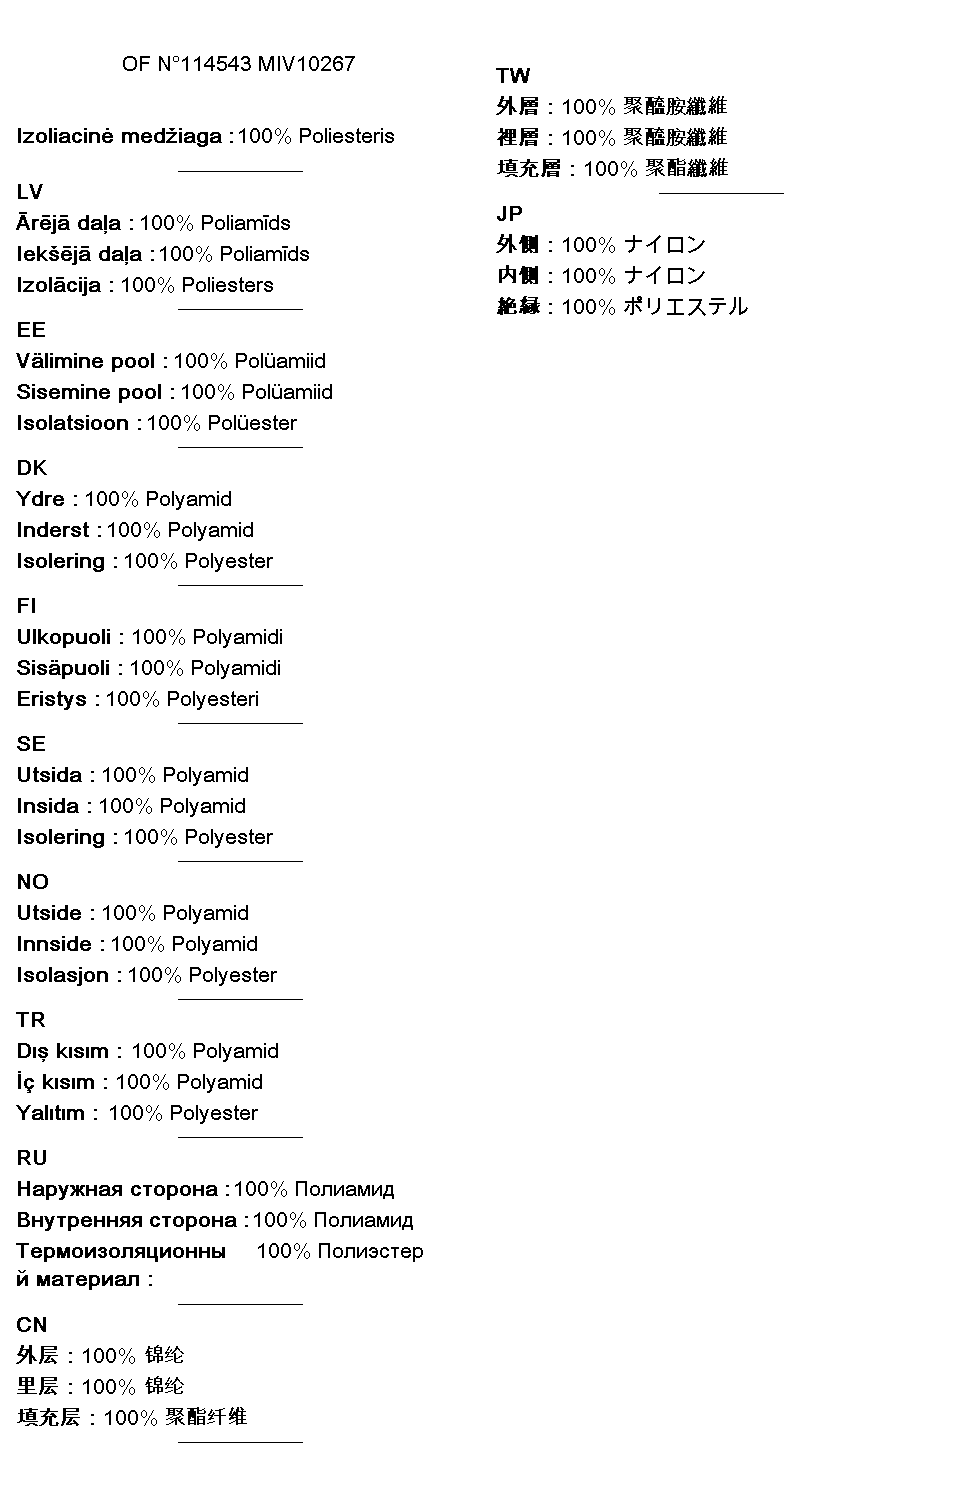 OF N°114543 MIV10267
Izoliacinė medžiaga : 100% Poliesteris
LV
Ārējā daļa : 100% Poliamīds
Iekšējā daļa : 100% Poliamīds
Izolācija : 100% Poliesters
EE
Välimine pool : 100% Polüamiid
Sisemine pool : 100% Polüamiid
Isolatsioon : 100% Polüester
DK
Ydre : 100% Polyamid
Inderst : 100% Polyamid
Isolering : 100% Polyester
FI
Ulkopuoli : 100% Polyamidi
Sisäpuoli : 100% Polyamidi
Eristys : 100% Polyesteri
SE
Utsida : 100% Polyamid
Insida : 100% Polyamid
Isolering : 100% Polyester
NO
Utside : 100% Polyamid
Innside : 100% Polyamid
Isolasjon : 100% Polyester
TR
Dış kısım : 100% Polyamid
İç kısım : 100% Polyamid
Yalıtım : 100% Polyester
RU
Наружная сторона : 100% Полиамид
Внутренняя сторона : 100% Полиамид
Термоизоляционны 100% Полиэстер
й материал :
CN
外层 : 100% 锦纶
里层 : 100% 锦纶
填充层 : 100% 聚酯纤维
TW
外層 : 100% 聚醯胺纖維
裡層 : 100% 聚醯胺纖維
填充層 : 100% 聚酯纖維
JP
外側 : 100% ナイロン
内側 : 100% ナイロン
絶縁 : 100% ポリエステル